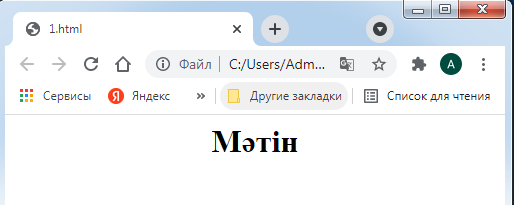 1.html
Файл C:/Users/Adm...
A
Сервисы Я Яндекс » Другие закладки Список для чтения
Мәтін